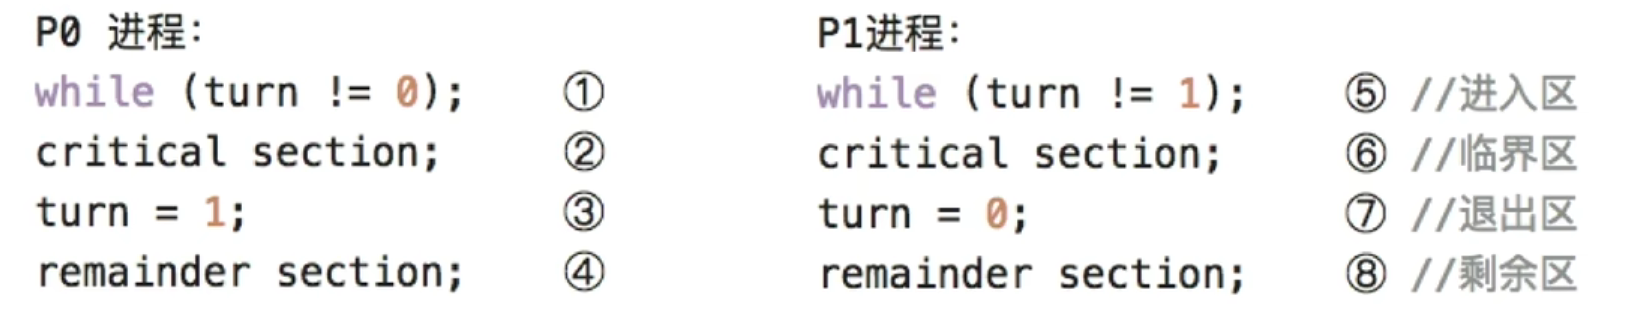 P0 进程: P1进程:
while (turn != 0); ① while (turn != 1); ⑤ //进入区
critical section; ② critical section; ⑥ //临界区
turn = 1; ③ turn = 0; ⑦ //退出区
remainder section; ④ remainder section; ⑧ //剩余区